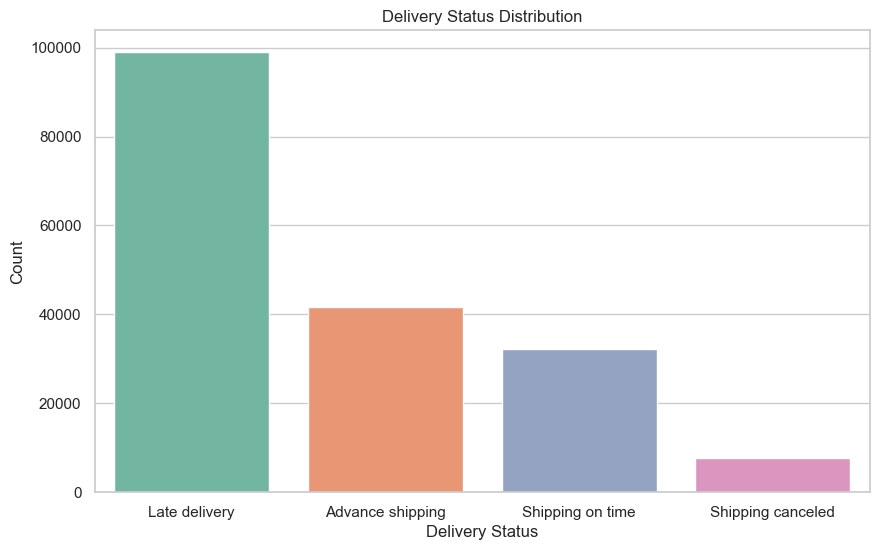 Delivery Status Distribution
100000
80000
60000
40000
20000
0
Count
Late delivery
Advance shipping
Shipping on time
Shipping canceled
Delivery Status